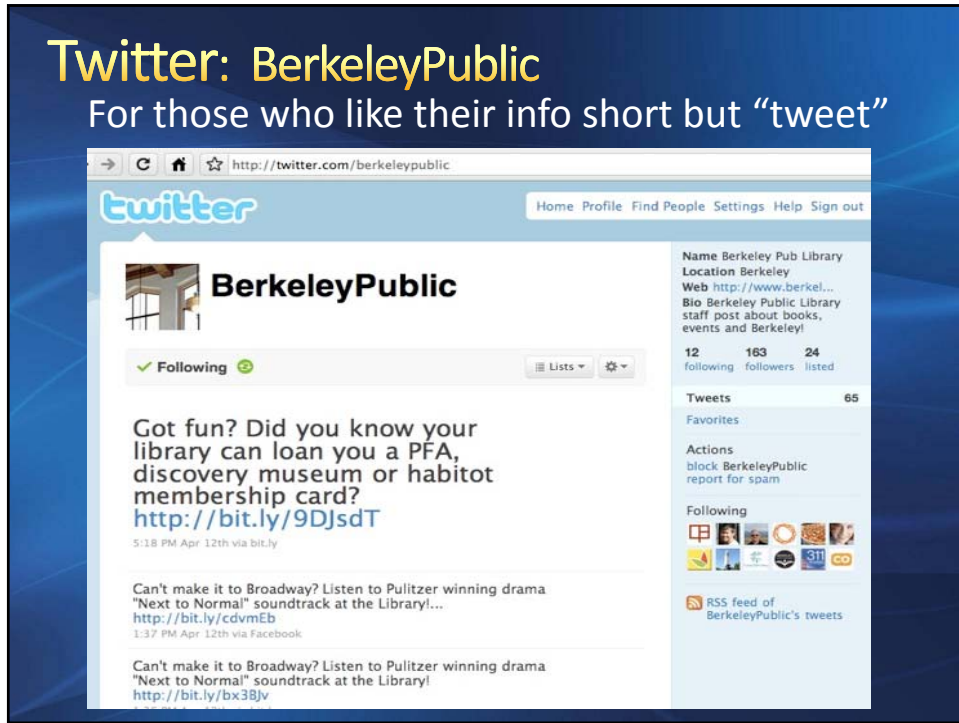 Twitter: BerkeleyPublic
For those who like their info short but “tweet”
http://twitter.com/berkeleypublic
twitter
Home Profile Find People Settings Help Sign out
BerkeleyPublic
Following
Lists
Got fun? Did you know your
library can loan you a PFA,
discovery museum or habitot
membership card?
http://bit.ly/9DJsdT
5:18 PM Apr 12th via bit.ly
Can't make it to Broadway? Listen to Pulitzer winning drama
"Next to Normal" soundtrack at the Library!...
http://bit.ly/cdvmEb
1:37 PM Apr 12th via Facebook
Can't make it to Broadway? Listen to Pulitzer winning drama
"Next to Normal" soundtrack at the Library!
http://bit.ly/bx3BJv
Name Berkeley Pub Library
Location Berkeley
Web http://www.berkel...
Bio Berkeley Public Library
staff post about books,
events and Berkeley!
12 163 24
following followers listed
Tweets 65
Favorites
Actions
block BerkeleyPublic
report for spam
Following
311
co
RSS feed of
BerkeleyPublic's tweets